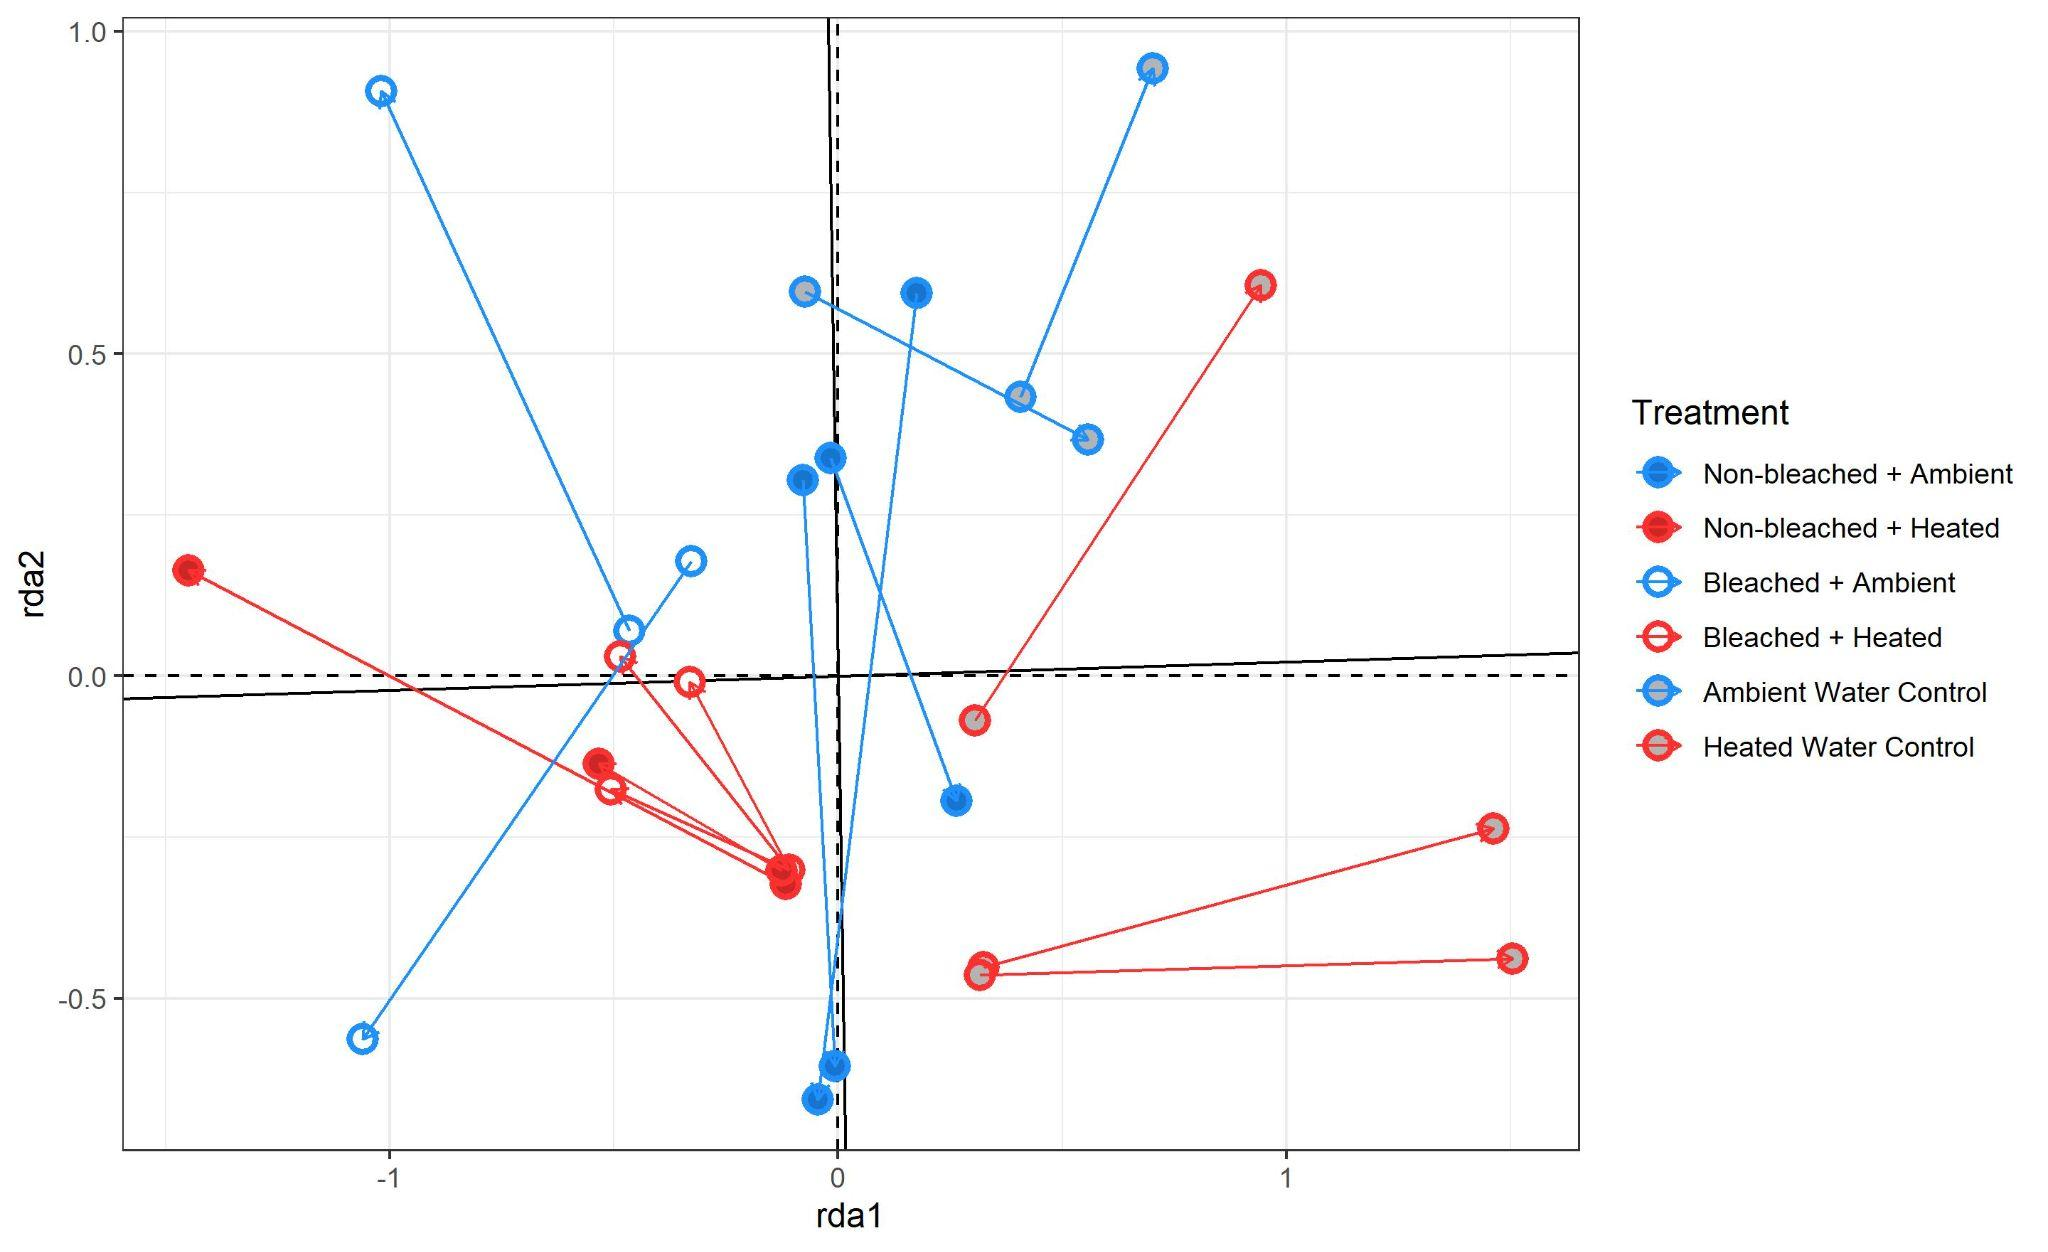 1.0
0.5
0.0
-0.5
rda2
-1
0
1
rda1
Treatment
Non-bleached + Ambient
Non-bleached + Heated
Bleached + Ambient
Bleached + Heated
Ambient Water Control
Heated Water Control